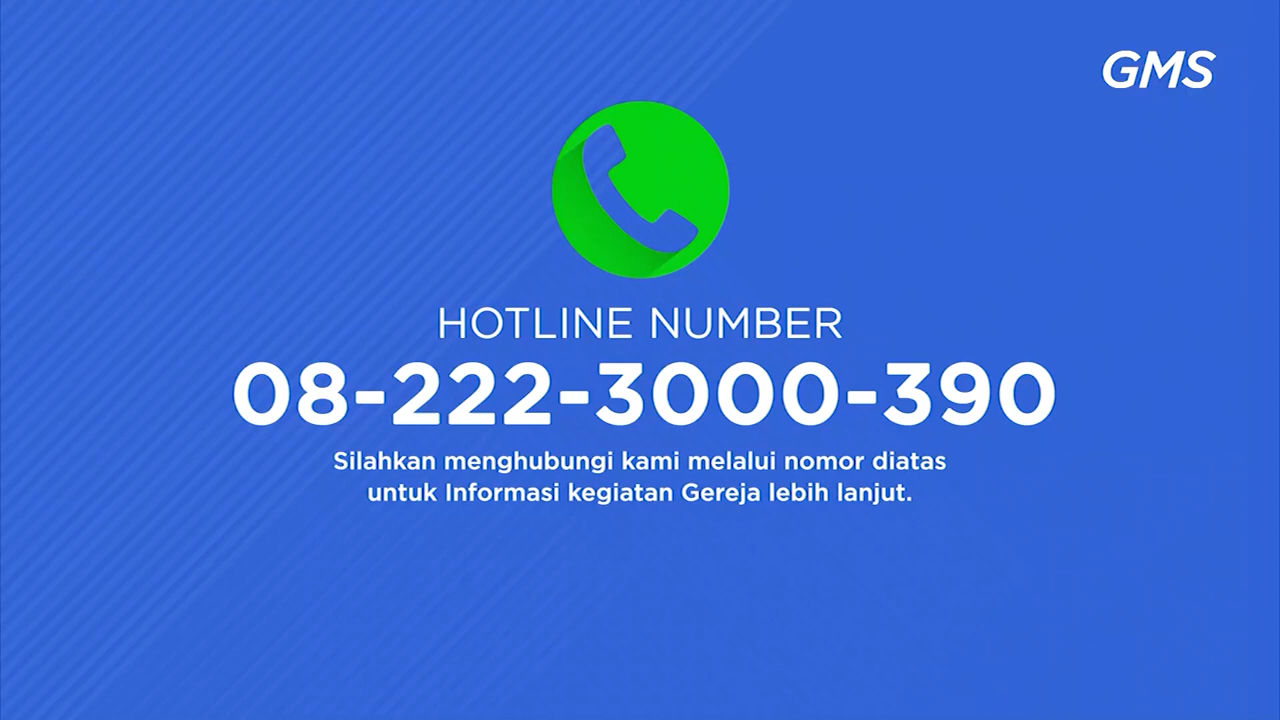 GMS
HOTLINE NUMBER
08-222-3000-390
Silahkan menghubungi kami melalui nomor diatas
untuk Informasi kegiatan Gereja lebih lanjut.